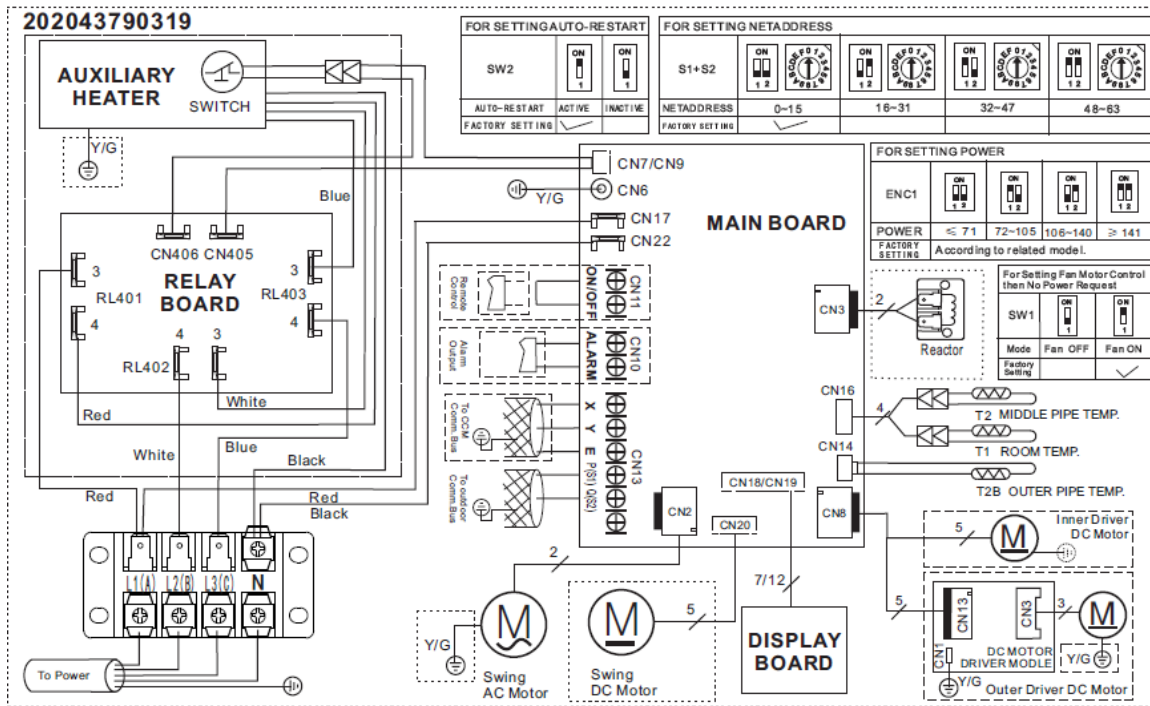 202043790319
AUXILIARY
HEATER
SWITCH
Y/G
Blue
CN406 CN405
RELAY
BOARD
3
RL401
4
3
RL403
4
4 3
RL402
White
Red
White
Blue
Black
Red
Red
Black
L1(A) L2(B) L3(C) N
To Power
FOR SETTING AUTO-RESTART
SW2
ON
1
ON
1
AUTO-RESTART ACTIVE INACTIVE
FACTORY SETTING
FOR SETTING NETADDRESS
S1+S2
ON
1 2
ON
1 2
ON
1 2
ON
1 2
NETADDRESS 0~15 16~31 32~47 48~63
FACTORY SETTING
FOR SETTING POWER
ENC1
ON
1 2
ON
1 2
ON
1 2
ON
1 2
POWER ≤ 71 72~105 106~140 ≥ 141
FACTORY
SETTING
According to related model.
For Setting Fan Motor Control
then No Power Request
SW1
ON
1
ON
1
Mode Fan OFF Fan ON
Factory
Setting
MAIN BOARD
CN7/CN9
Y/G CN6
CN17
CN22
Remote
Control
ON/OFF
CN11
Alarm
Output
ALARM
CN10
To CCM
Comm.Bus
X Y E
To outdoor
Comm.Bus
P(S1) Q(S2)
CN13
CN3
2
Reactor
CN16
4
T2 MIDDLE PIPE TEMP.
T1 ROOM TEMP.
CN14
T2B OUTER PIPE TEMP.
CN18/CN19
CN20
CN2
CN8
2
M
Y/G
Swing
AC Motor
M
5
Swing
DC Motor
7/12
DISPLAY
BOARD
5
M
Inner Driver
DC Motor
5
CN13
CN3
3
M
CN1
DC MOTOR
DRIVER MODLE
Y/G
Y/G
Outer Driver DC Motor